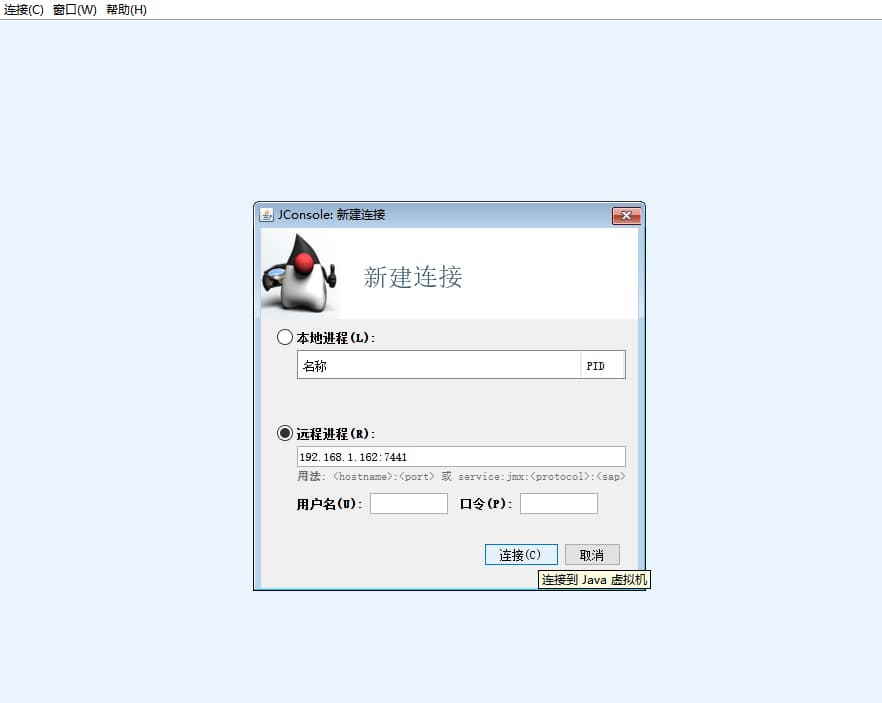 连接(C) 窗口(W) 帮助(H)
JConsole: 新建连接
新建连接
本地进程(L):
名称 PID
远程进程(R):
192.168.1.162:7441
用法: <hostname>:<port> 或 service:jmx:<protocol>:<sap>
用户名(U): 口令(P):
连接(C) 取消
连接到 Java 虚拟机